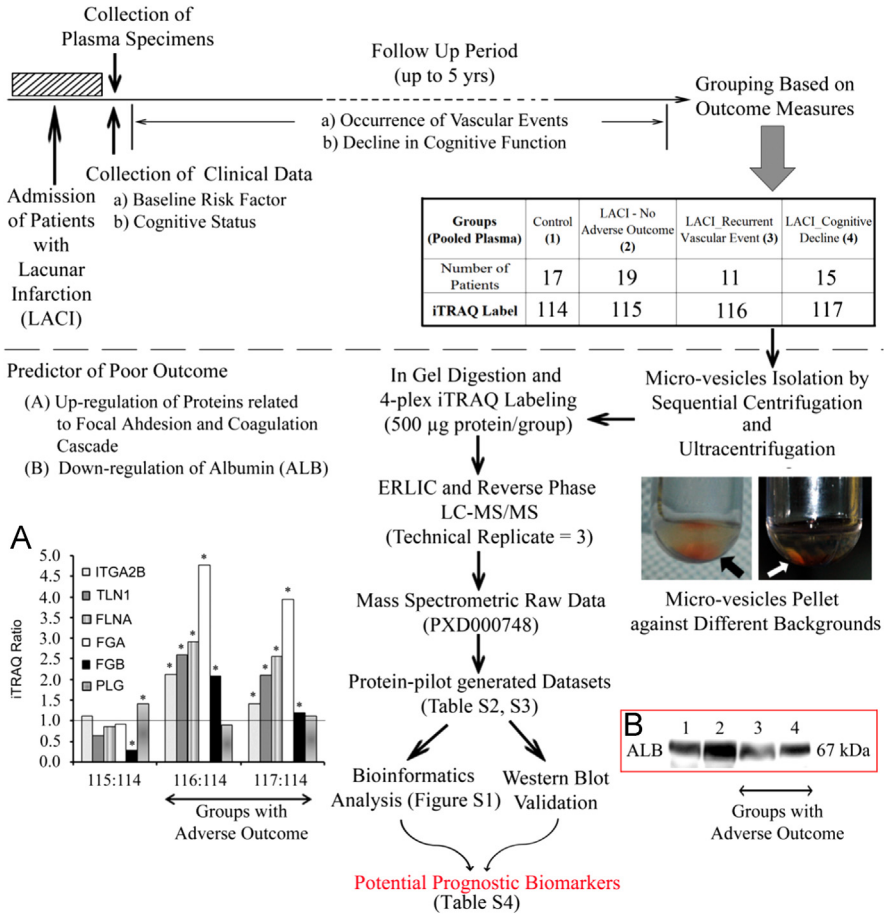 Collection of
Plasma Specimens
Follow Up Period
(up to 5 yrs)
Grouping Based on
Outcome Measures
a) Occurrence of Vascular Events
b) Decline in Cognitive Function
Collection of Clinical Data
a) Baseline Risk Factor
b) Cognitive Status
Admission
of Patients
with
Lacunar
Infarction
(LACI)
Groups
(Pooled Plasma)
Control
(1)
LACI - No
Adverse Outcome
(2)
LACI_Recurrent
Vascular Event (3)
LACI_Cognitive
Decline (4)
Number of
Patients
17
19
11
15
iTRAQ Label
114
115
116
117
Predictor of Poor Outcome
(A) Up-regulation of Proteins related
to Focal Ahdesion and Coagulation
Cascade
(B) Down-regulation of Albumin (ALB)
In Gel Digestion and
4-plex iTRAQ Labeling
(500 µg protein/group)
Micro-vesicles Isolation by
Sequential Centrifugation
and
Ultracentrifugation
ERLIC and Reverse Phase
LC-MS/MS
(Technical Replicate = 3)
Micro-vesicles Pellet
against Different Backgrounds
Mass Spectrometric Raw Data
(PXD000748)
Protein-pilot generated Datasets
(Table S2, S3)
Bioinformatics
Analysis (Figure S1)
Western Blot
Validation
Potential Prognostic Biomarkers
(Table S4)
A
iTRAQ Ratio
5.0
4.5
4.0
3.5
3.0
2.5
2.0
1.5
1.0
0.5
0.0
ITGA2B
TLN1
FLNA
FGA
FGB
PLG
* * * * * * * * * * * *
115:114
116:114
117:114
Groups with
Adverse Outcome
B
1 2 3 4
ALB
67 kDa
Groups with
Adverse Outcome